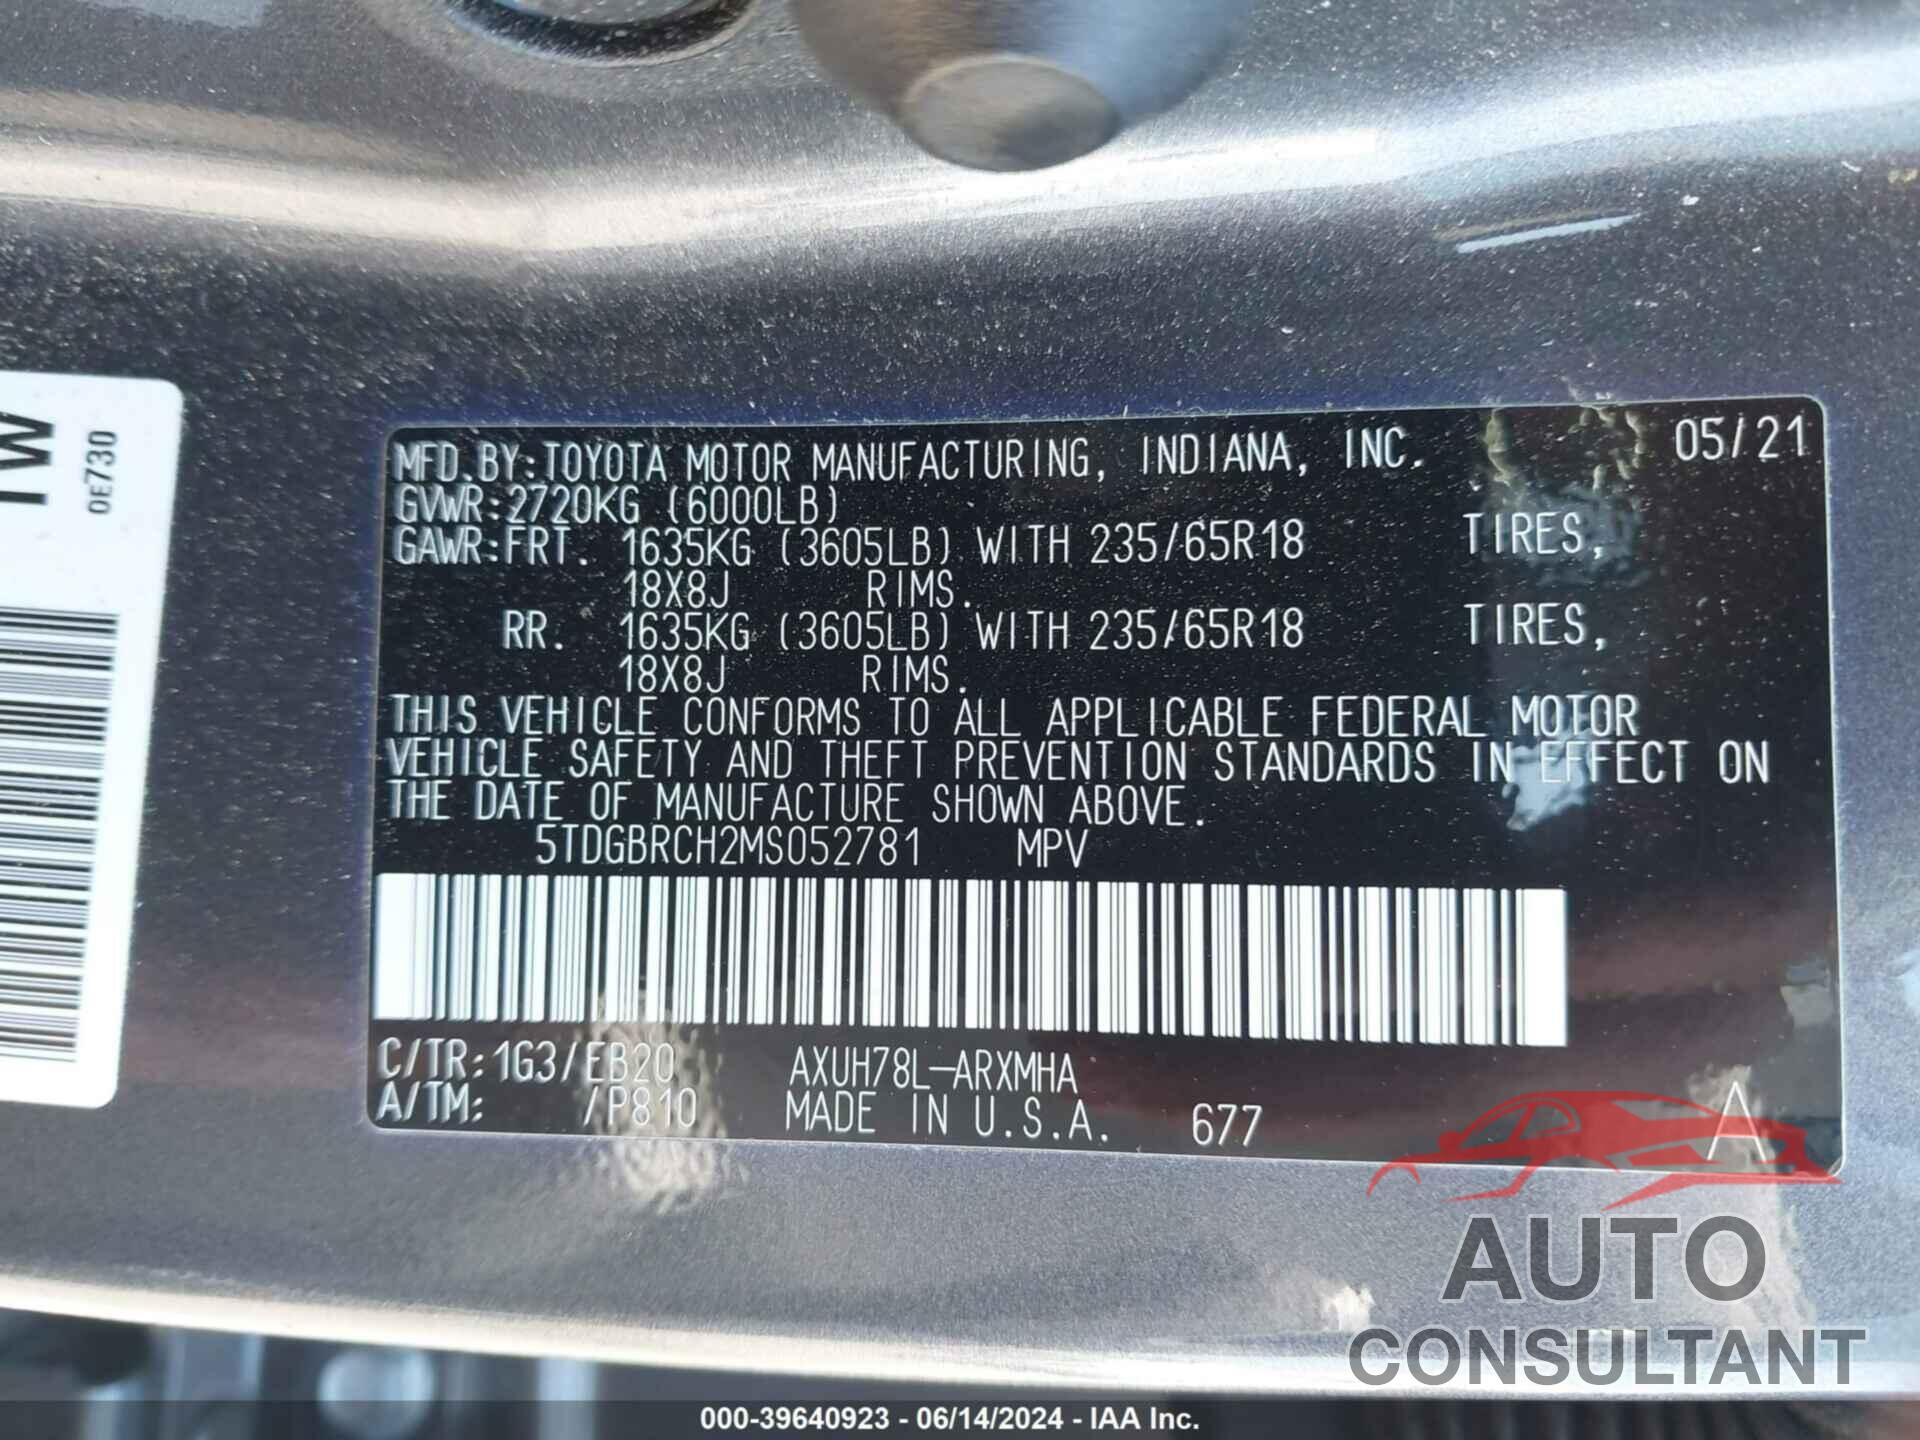 TW
0E730
MFD.BY:TOYOTA MOTOR MANUFACTURING, INDIANA, INC. 05/21
GVWR:2720KG (6000LB)
GAWR:FRT. 1635KG (3605LB) WITH 235/65R18 TIRES,
18X8J RIMS.
RR. 1635KG (3605LB) WITH 235/65R18 TIRES,
18X8J RIMS.
THIS VEHICLE CONFORMS TO ALL APPLICABLE FEDERAL MOTOR
VEHICLE SAFETY AND THEFT PREVENTION STANDARDS IN EFFECT ON
THE DATE OF MANUFACTURE SHOWN ABOVE.
5TDGBRCH2MS052781 MPV
C/TR:1G3/EB20 AXUH78L-ARXMHA
A/TM: /P810 MADE IN U.S.A. 677 A
AUTO
CONSULTANT
000-39640923 - 06/14/2024 - IAA Inc.